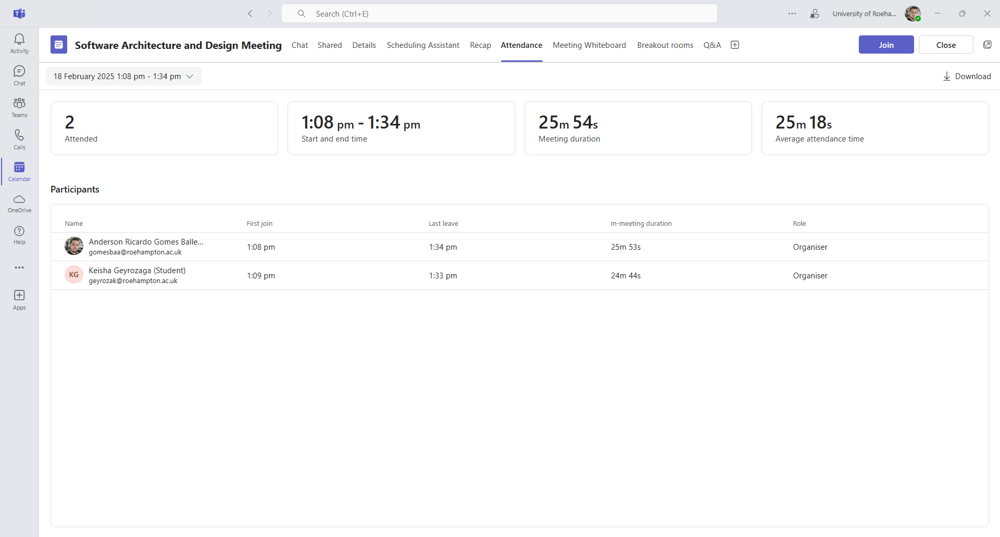 Search (Ctrl+E)
University of Roeha...
Activity
Chat
Teams
Calls
Calendar
OneDrive
Help
Apps
Software Architecture and Design Meeting Chat Shared Details Scheduling Assistant Recap Attendance Meeting Whiteboard Breakout rooms Q&A
Join Close
18 February 2025 1:08 pm - 1:34 pm
Download
2
Attended
1:08 pm - 1:34 pm
Start and end time
25m 54s
Meeting duration
25m 18s
Average attendance time
Participants
Name First join Last leave In-meeting duration Role
Anderson Ricardo Gomes Balle...
gomesbaa@roehampton.ac.uk
1:08 pm 1:34 pm 25m 53s Organiser
KG
Keisha Geyrozaga (Student)
geyrozak@roehampton.ac.uk
1:09 pm 1:33 pm 24m 44s Organiser